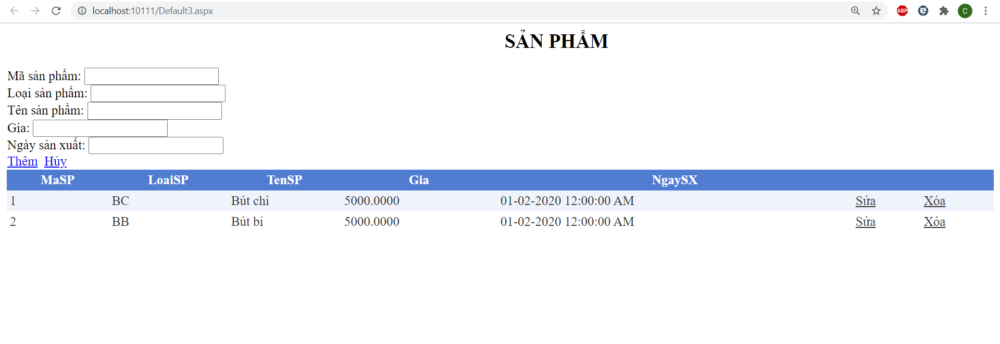 localhost:10111/Default3.aspx
ABP
C
SẢN PHẨM
Mã sản phẩm:
Loại sản phẩm:
Tên sản phẩm:
Gía:
Ngày sản xuất:
Thêm Hủy
MaSP LoaiSP TenSP Gia NgaySX
1 BC Bút chì 5000.0000 01-02-2020 12:00:00 AM Sửa Xóa
2 BB Bút bi 5000.0000 01-02-2020 12:00:00 AM Sửa Xóa